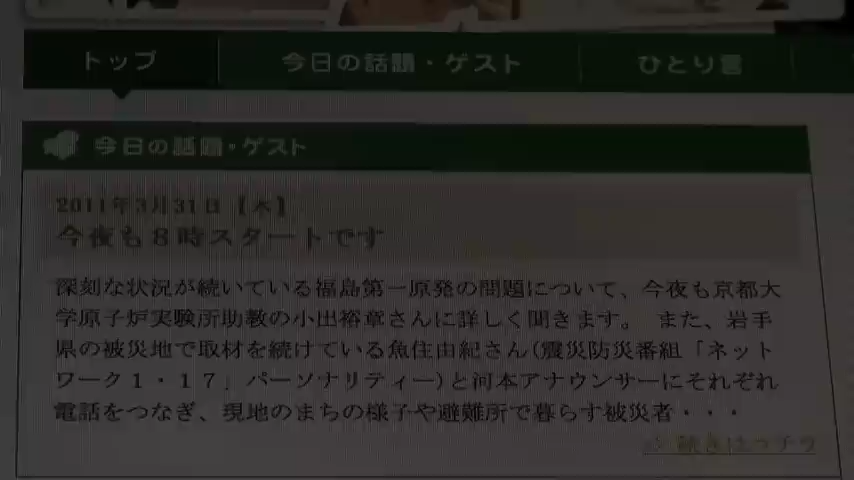 トップ
今日の話題・ゲスト
ひとり言
今日の話題・ゲスト
2011年3月31日【木】
今夜も８時スタートです
深刻な状況が続いている福島第一原発の問題について、今夜も京都大
学原子炉実験所助教の小出裕章さんに詳しく聞きます。 また、岩手
県の被災地で取材を続けている魚住由紀さん(震災防災番組「ネット
ワーク１・１７」パーソナリティー)と河本アナウンサーにそれぞれ
電話をつなぎ、現地のまちの様子や避難所で暮らす被災者・・・
続きはコチラ